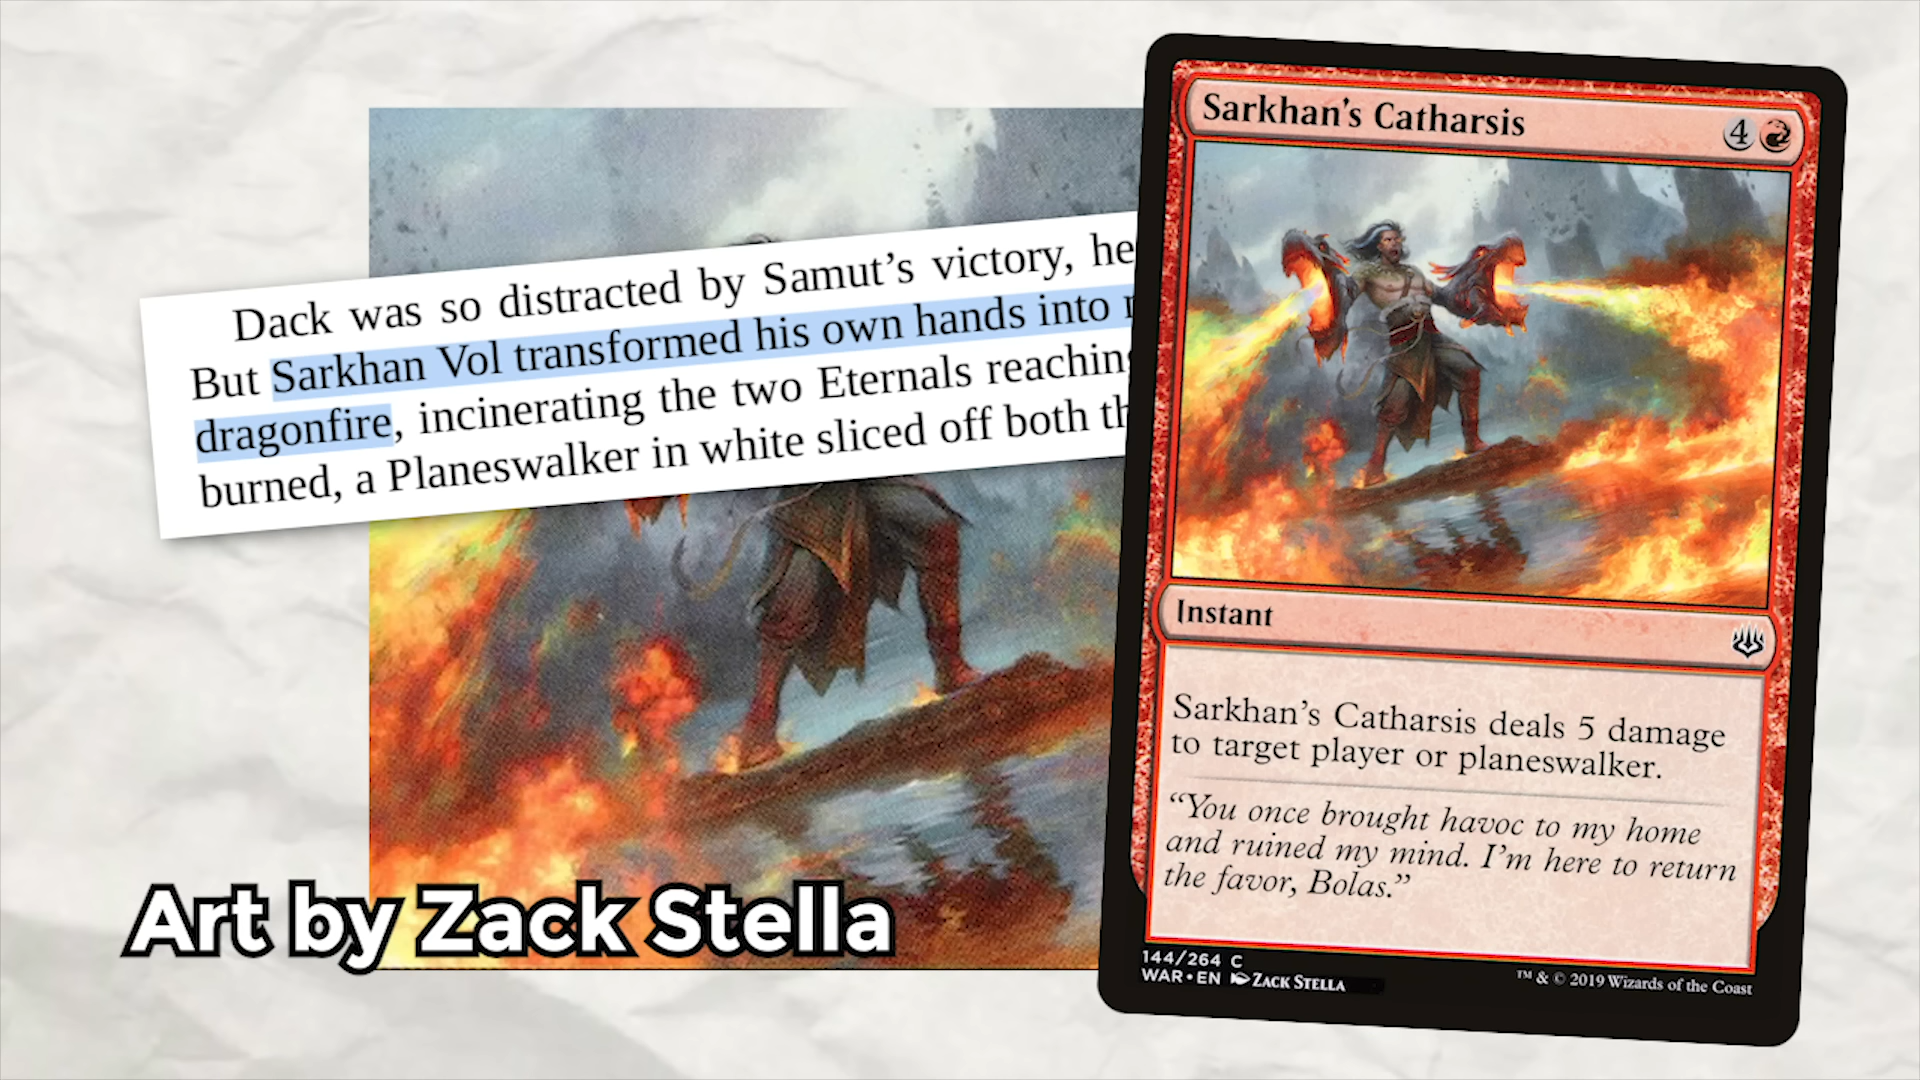 Dack was so distracted by Samut's victory, he
But Sarkhan Vol transformed his own hands into
dragonfire, incinerating the two Eternals reaching
burned, a Planeswalker in white sliced off both th
Art by Zack Stella
Sarkhan's Catharsis
4
Instant
Sarkhan's Catharsis deals 5 damage
to target player or planeswalker.
"You once brought havoc to my home
and ruined my mind. I'm here to return
the favor, Bolas."
144/264 C
WAR • EN ZACK STELLA
™ & © 2019 Wizards of the Coast